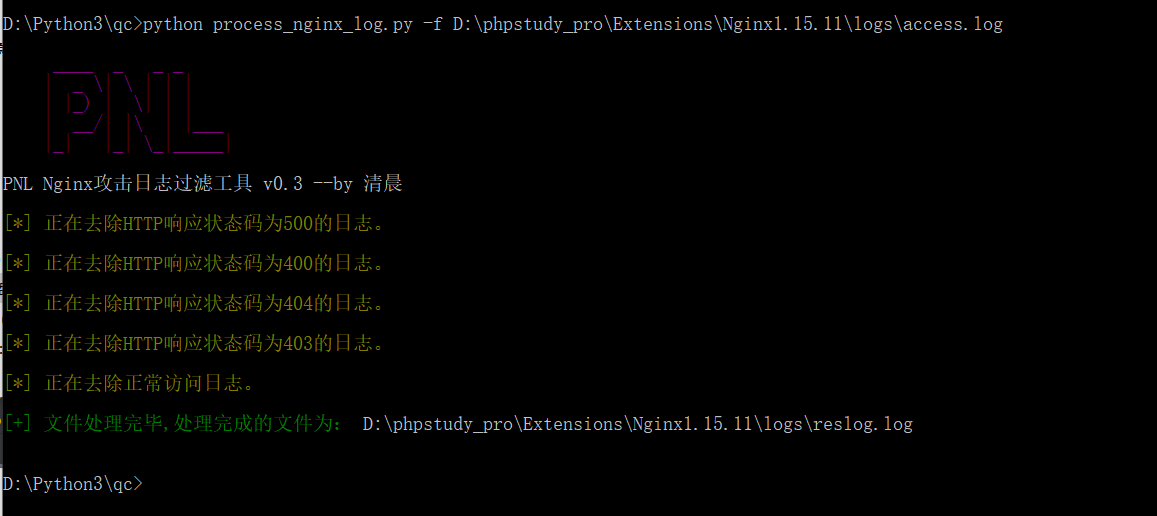 D:\Python3\qc>python process_nginx_log.py -f D:\phpstudy_pro\Extensions\Nginx1.15.11\logs\access.log
PNL
PNL Nginx攻击日志过滤工具 v0.3 --by 清晨
[*] 正在去除HTTP响应状态码为500的日志。
[*] 正在去除HTTP响应状态码为400的日志。
[*] 正在去除HTTP响应状态码为404的日志。
[*] 正在去除HTTP响应状态码为403的日志。
[*] 正在去除正常访问日志。
[+] 文件处理完毕,处理完成的文件为： D:\phpstudy_pro\Extensions\Nginx1.15.11\logs\reslog.log
D:\Python3\qc>